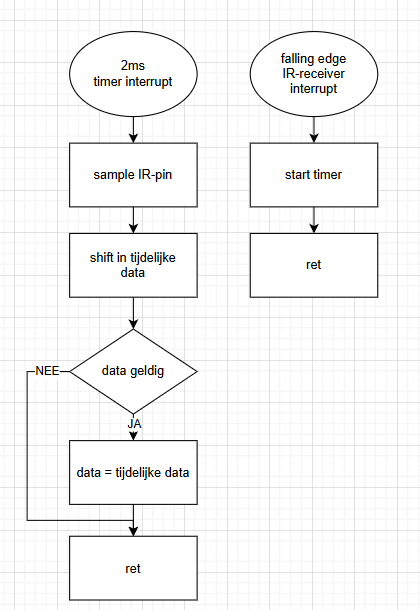 2ms
timer interrupt
sample IR-pin
shift in tijdelijke
data
data geldig
NEE
JA
data = tijdelijke data
ret
falling edge
IR-receiver
interrupt
start timer
ret